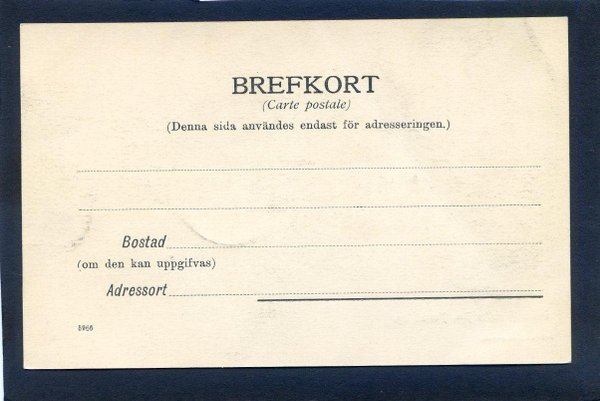 BREFKORT
(Carte postale)
(Denna sida användes endast för adresseringen.)
Bostad
(om den kan uppgifvas)
Adressort
5966